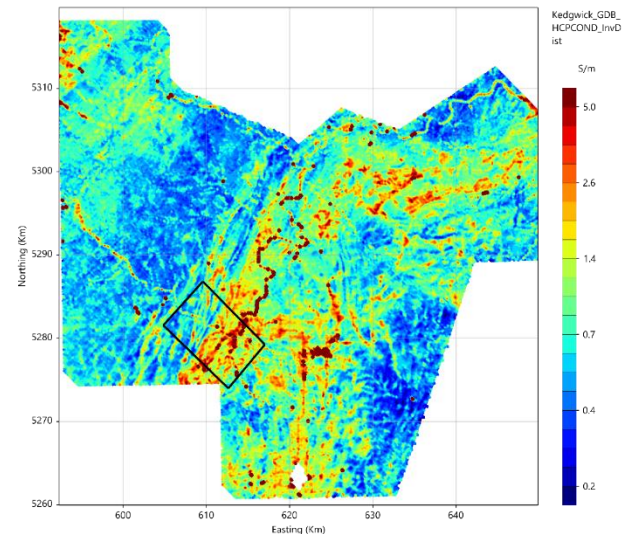 Kedgwick_GDB_
HCPCOND_InvD
ist
S/m
5.0
2.6
1.4
0.7
0.4
0.2
Northing (Km)
5310
5300
5290
5280
5270
5260
600
610
620
630
640
Easting (Km)